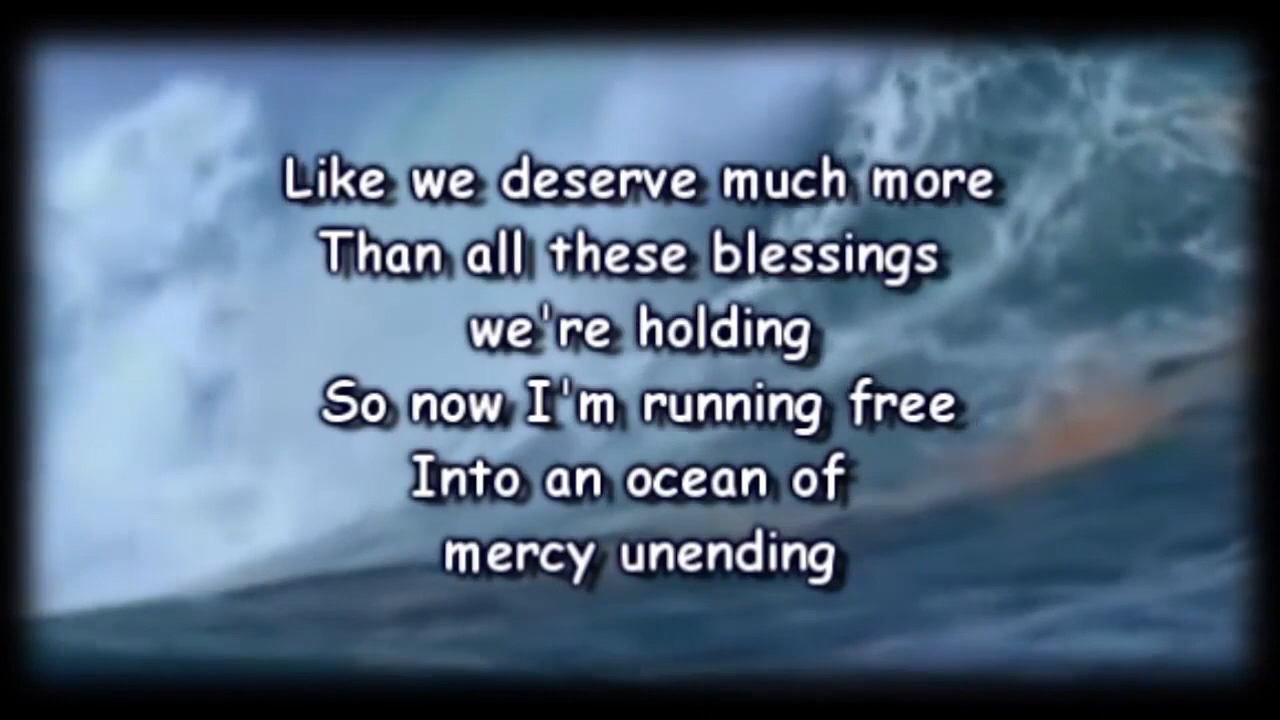 Like we deserve much more
Than all these blessings
we're holding
So now I'm running free
Into an ocean of
mercy unending